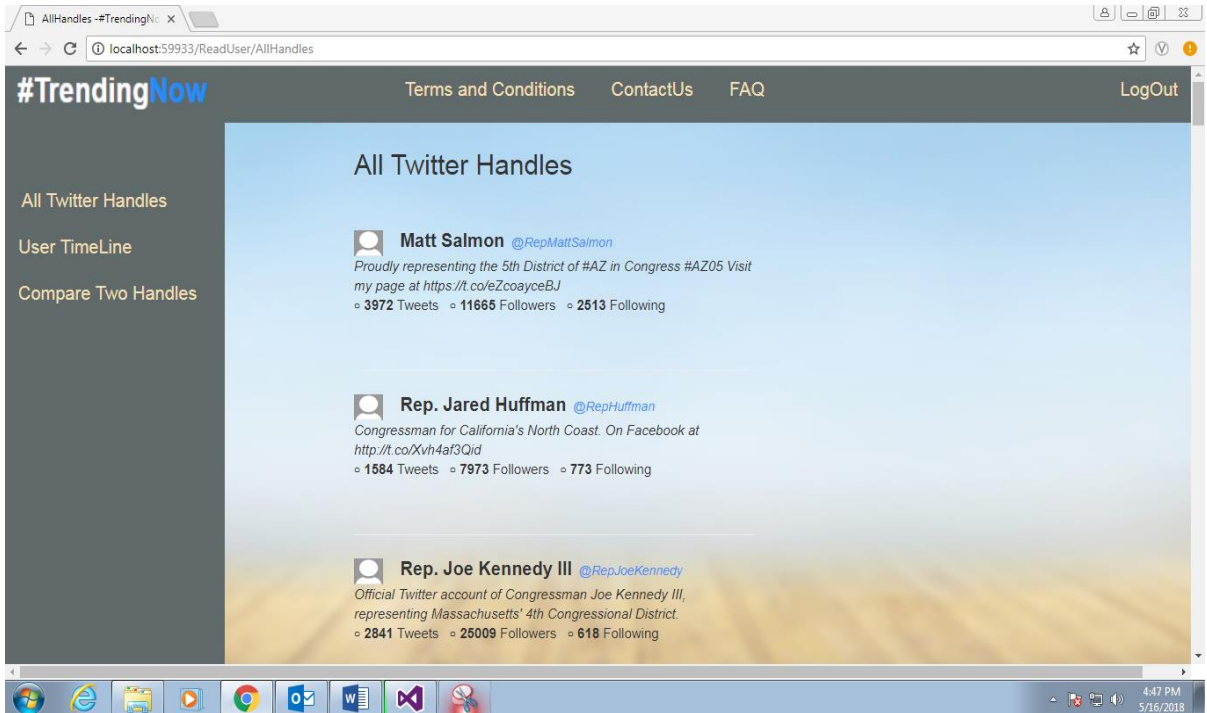 AllHandles -#TrendingNo
localhost:59933/ReadUser/AllHandles
#TrendingNow
Terms and Conditions ContactUs FAQ LogOut
All Twitter Handles
User TimeLine
Compare Two Handles
All Twitter Handles
Matt Salmon @RepMattSalmon
Proudly representing the 5th District of #AZ in Congress #AZ05 Visit
my page at https://t.co/eZcoayceBJ
◦ 3972 Tweets ◦ 11665 Followers ◦ 2513 Following
Rep. Jared Huffman @RepHuffman
Congressman for California's North Coast. On Facebook at
http://t.co/Xvh4af3Qid
◦ 1584 Tweets ◦ 7973 Followers ◦ 773 Following
Rep. Joe Kennedy III @RepJoeKennedy
Official Twitter account of Congressman Joe Kennedy III,
representing Massachusetts' 4th Congressional District.
◦ 2841 Tweets ◦ 25009 Followers ◦ 618 Following
4:47 PM
5/16/2018